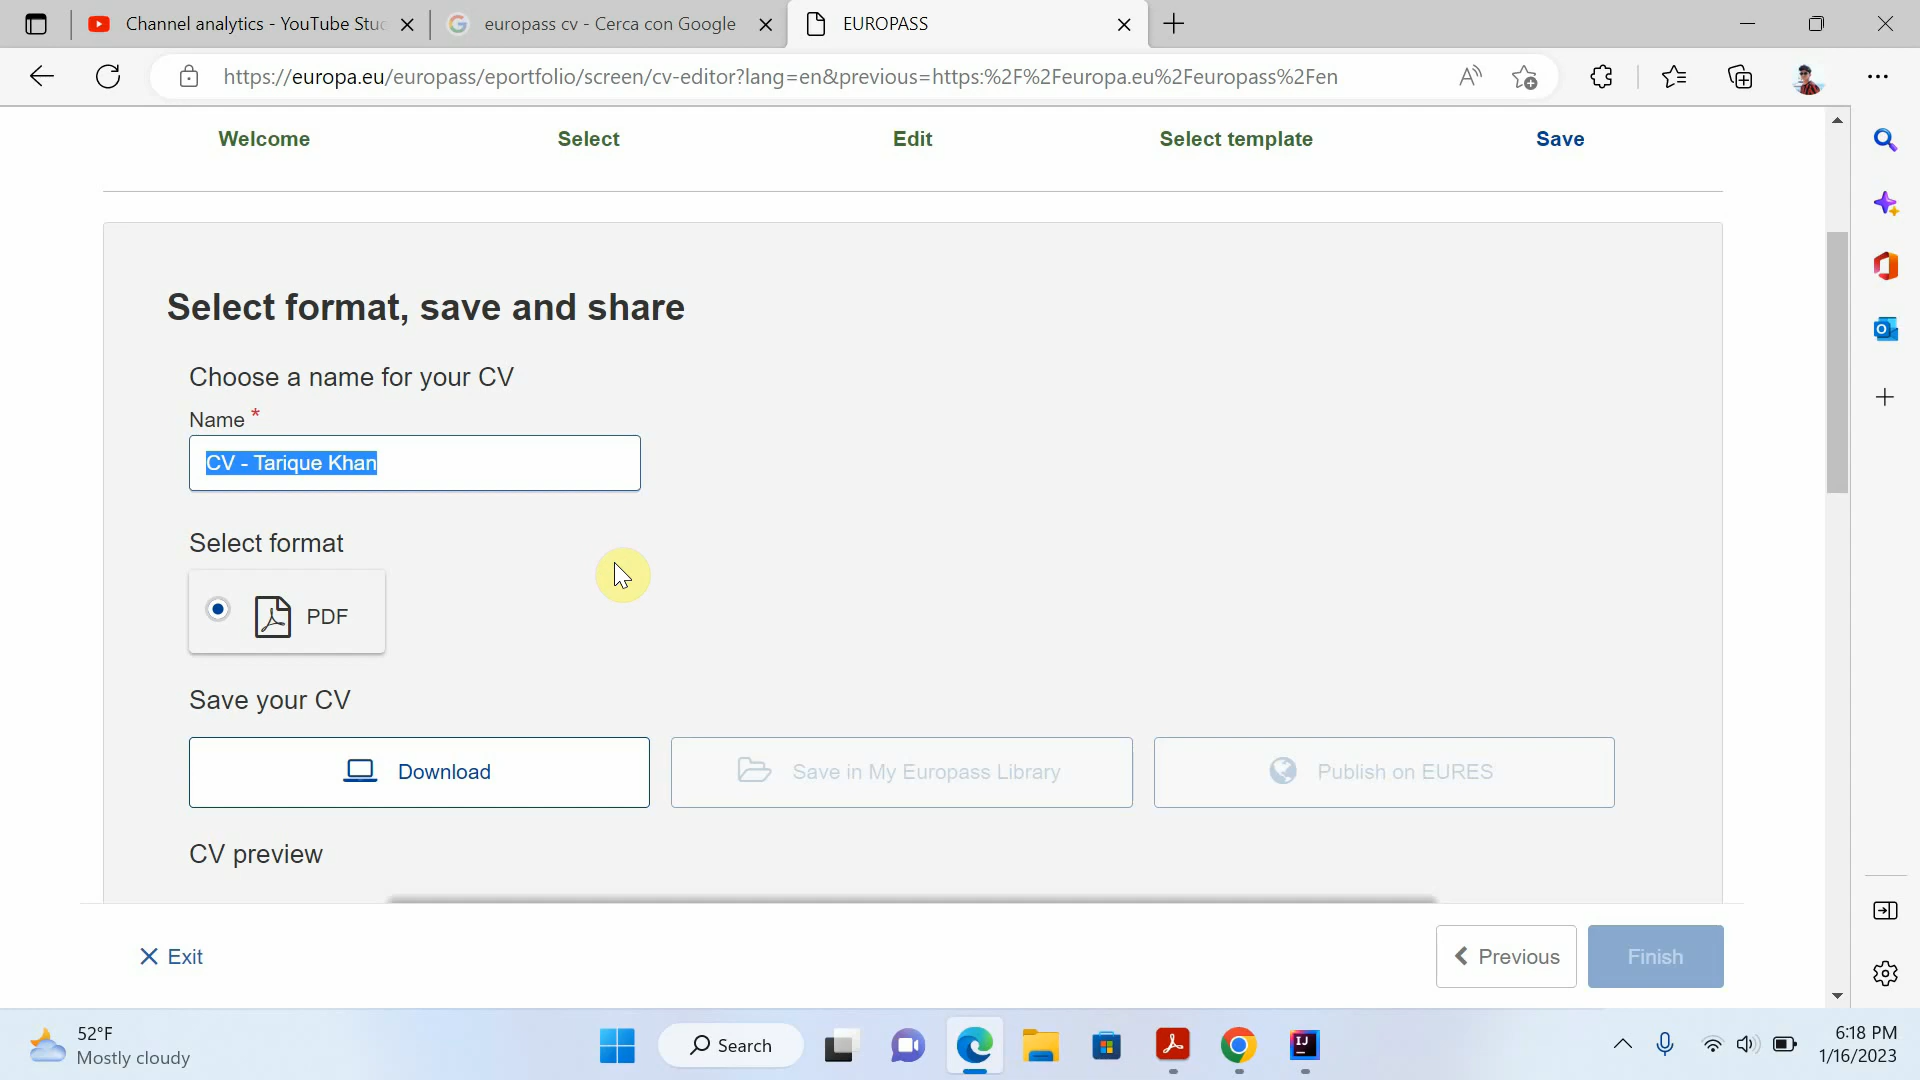 Channel analytics - YouTube Stu
europass cv - Cerca con Google
EUROPASS
https://europa.eu/europass/eportfolio/screen/cv-editor?lang=en&previous=https:%2F%2Feuropa.eu%2Feuropass%2Fen
Welcome
Select
Edit
Select template
Save
Select format, save and share
Choose a name for your CV
Name *
CV - Tarique Khan
Select format
PDF
Save your CV
Download
Save in My Europass Library
Publish on EURES
CV preview
Exit
Previous
Finish
52°F
Mostly cloudy
Search
6:18 PM
1/16/2023